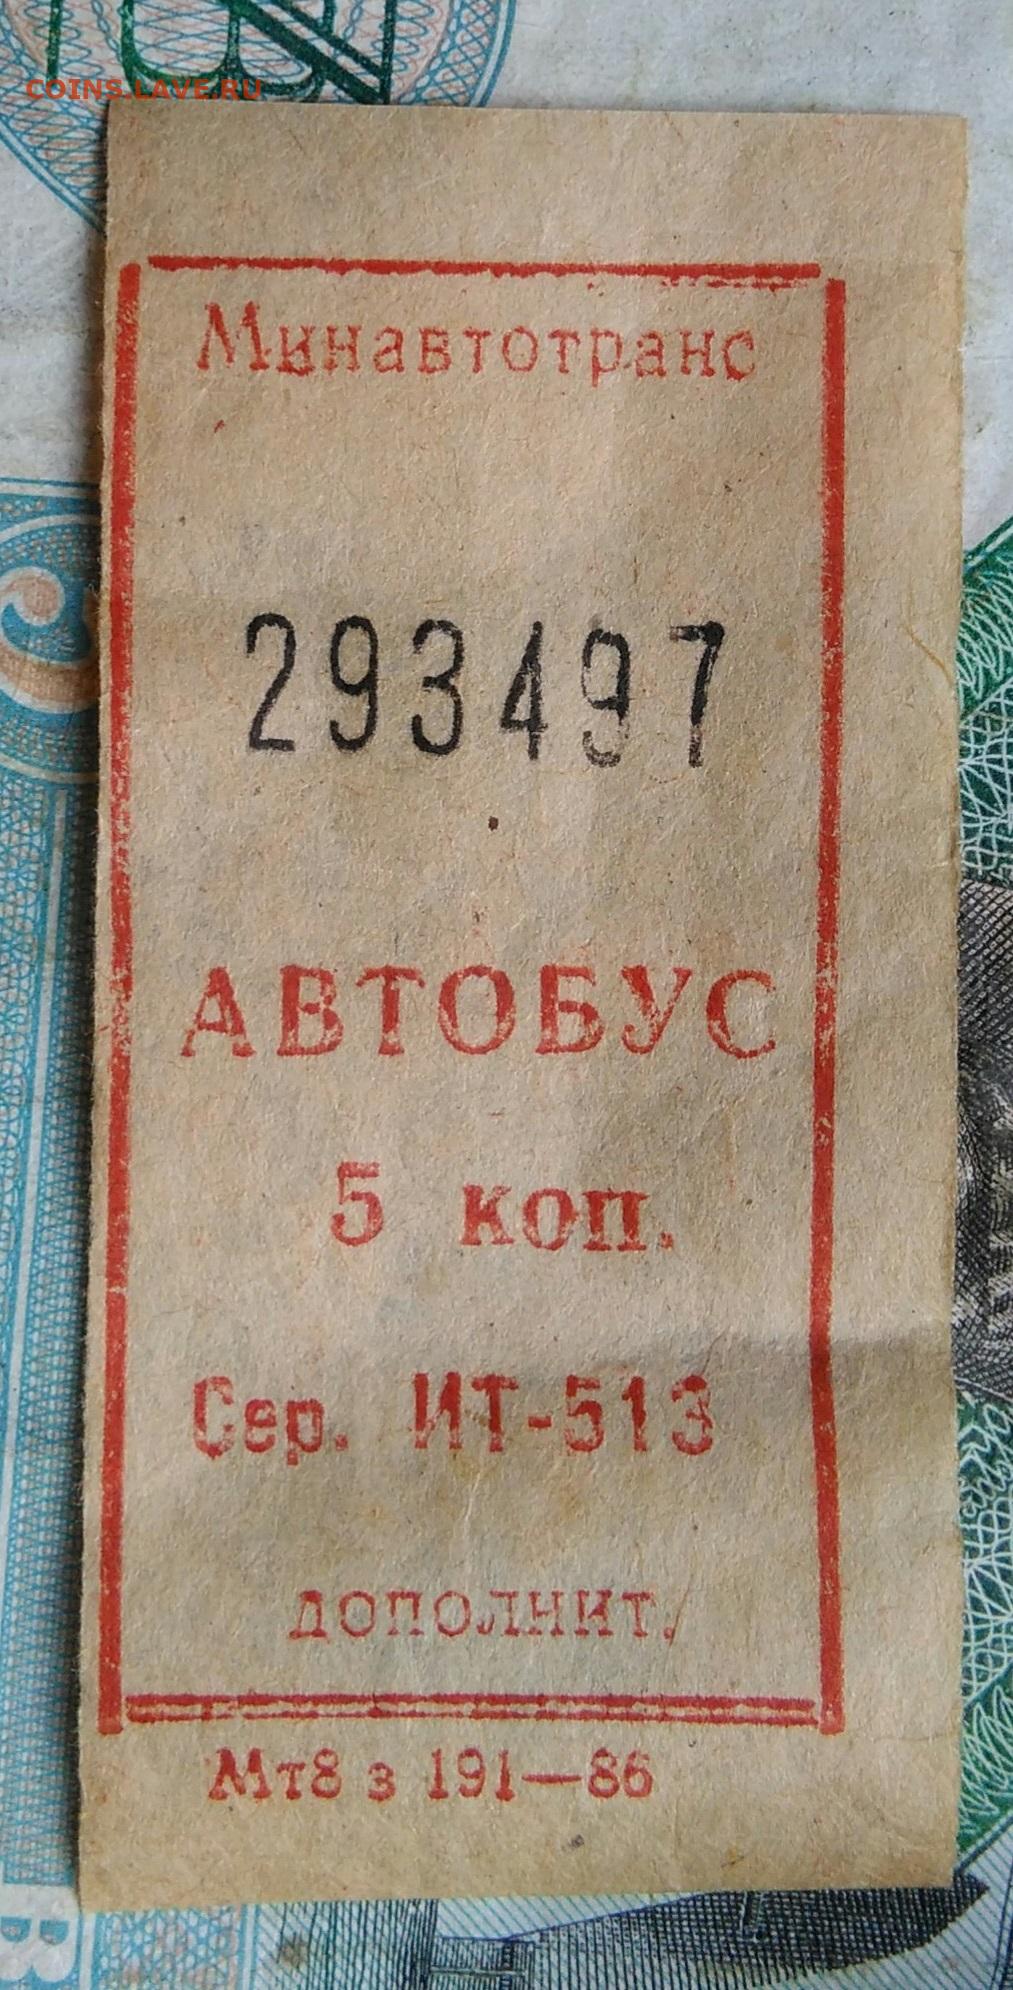 COINS.LAVE.RU
Минавтотранс
293497
АВТОБУС
5 коп.
Сер. ИТ-513
дополнит.
Мт8 з 191—86